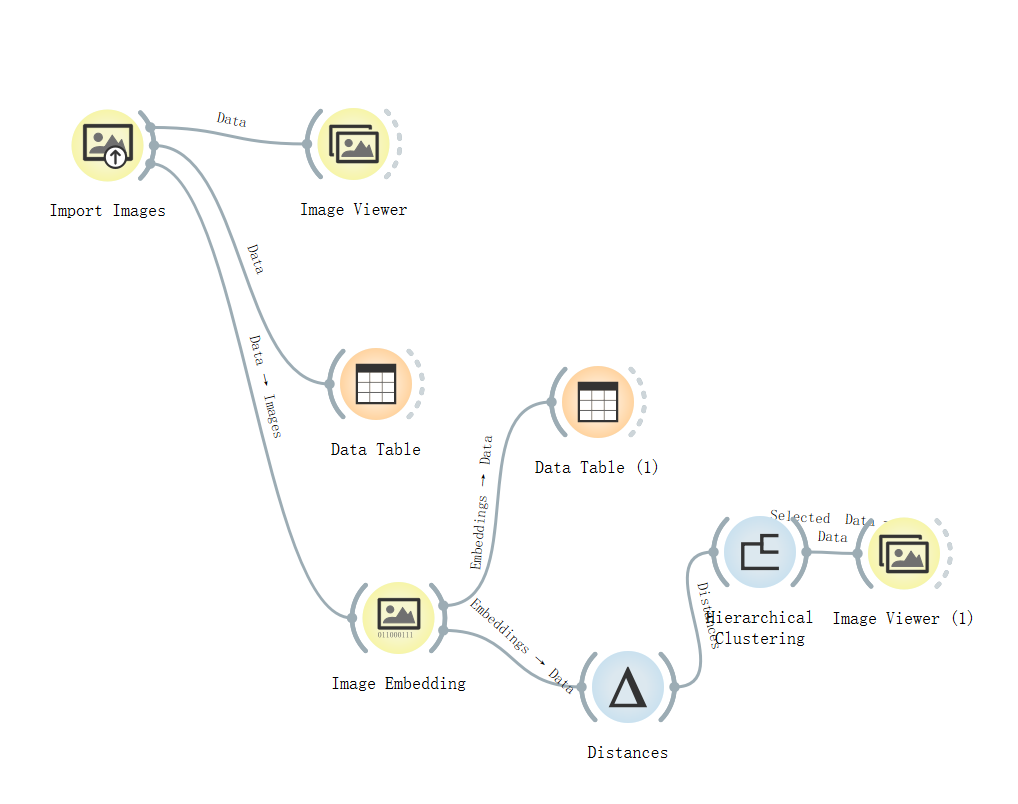 Data
Import Images
Image Viewer
Data
Data → Images
Data Table
Embeddings → Data
Data Table (1)
Selected Data →
Data
011000111
Image Embedding
Embeddings → Data
Distances
Hierarchical
Clustering
Image Viewer (1)
Distances